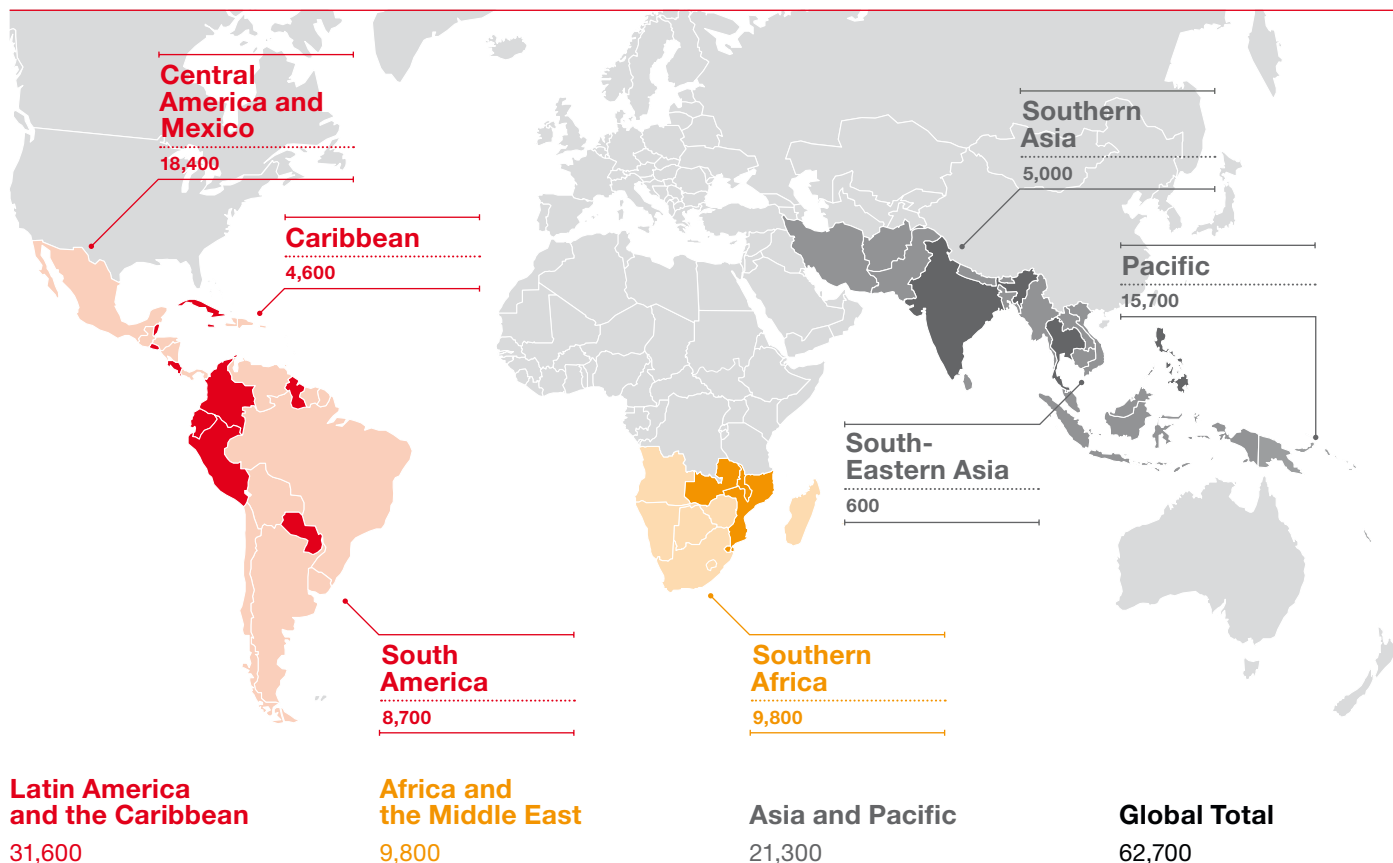 Central
America and
Mexico
18,400
Caribbean
4,600
Southern
Asia
5,000
Pacific
15,700
South-
Eastern Asia
600
South
America
8,700
Southern
Africa
9,800
Latin America
and the Caribbean
31,600
Africa and
the Middle East
9,800
Asia and Pacific
21,300
Global Total
62,700